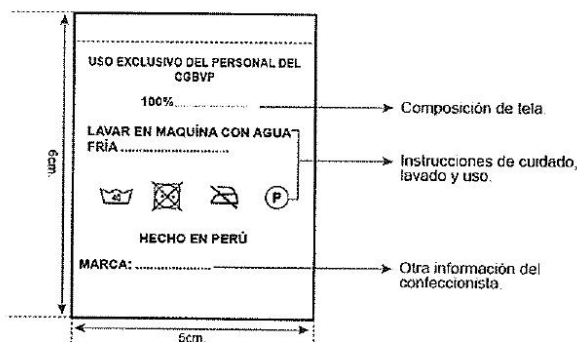 USO EXCLUSIVO DEL PERSONAL DEL
CGBVP
100%....................
Composición de tela.
LAVAR EN MAQUÍNA CON AGUA
FRÍA ..........................
Instrucciones de cuidado,
lavado y uso.
40
P
HECHO EN PERÚ
MARCA: ...................
Otra información del
confeccionista.
6cm.
5cm.